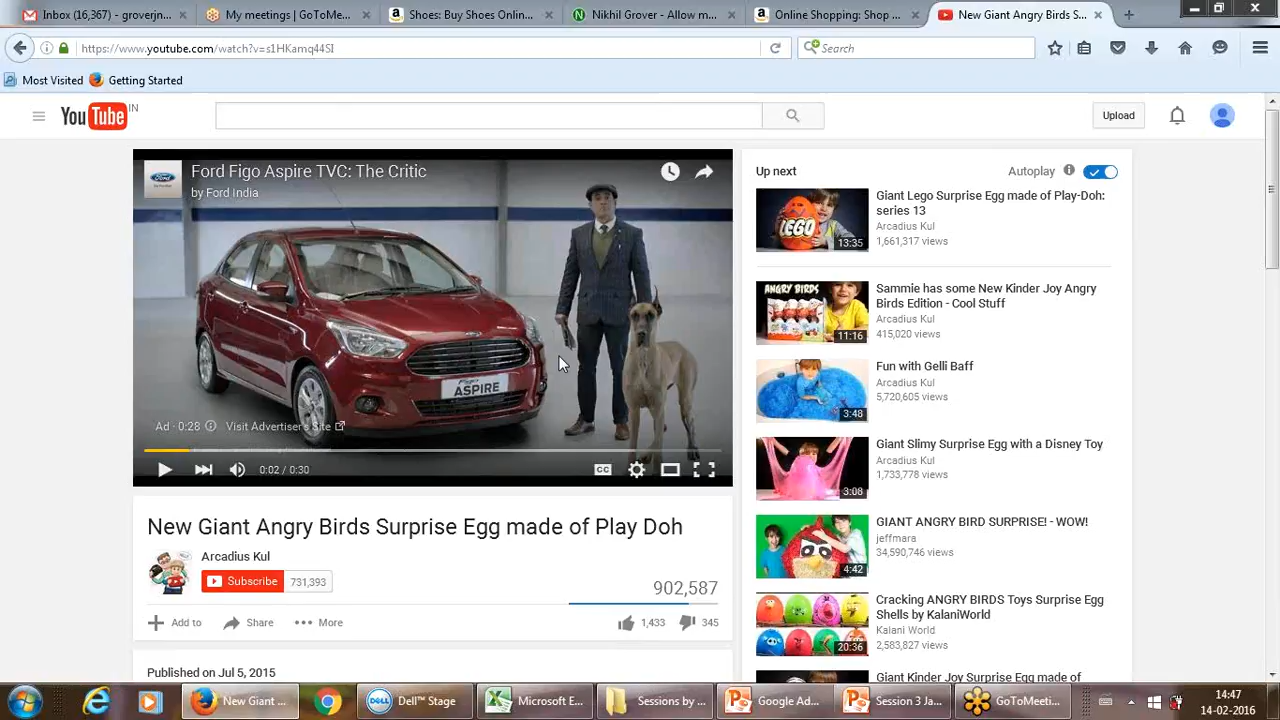 Inbox (16,367) - groverjn...
My Meetings | GoToMe...
Shoes: Buy Shoes Online...
Nikhil Grover - Allow m...
Online Shopping: Shop ...
New Giant Angry Birds S...
https://www.youtube.com/watch?v=s1HKamq44SI
Search
Most Visited
Getting Started
YouTube IN
Upload
Ford Figo Aspire TVC: The Critic
by Ford India
Figo
ASPIRE
Ad · 0:28
Visit Advertiser's Site
0:02 / 0:30
CC
New Giant Angry Birds Surprise Egg made of Play Doh
Arcadius Kul
Subscribe 731,393
902,587
Add to
Share
More
1,433
345
Published on Jul 5, 2015
Up next
Autoplay
LEGO
13:35
Giant Lego Surprise Egg made of Play-Doh:
series 13
Arcadius Kul
1,661,317 views
ANGRY BIRDS
11:16
Sammie has some New Kinder Joy Angry
Birds Edition - Cool Stuff
Arcadius Kul
415,020 views
3:48
Fun with Gelli Baff
Arcadius Kul
5,720,605 views
3:08
Giant Slimy Surprise Egg with a Disney Toy
Arcadius Kul
1,733,778 views
4:42
GIANT ANGRY BIRD SURPRISE! - WOW!
jeffmara
34,590,746 views
20:36
Cracking ANGRY BIRDS Toys Surprise Egg
Shells by KalaniWorld
Kalani World
2,583,827 views
Giant Kinder Joy Surprise Egg made of
New Giant ...
Dell™ Stage
Microsoft E...
Sessions by ...
Google Ad...
Session 3 Ja...
GoToMeeti...
14:47
14-02-2016